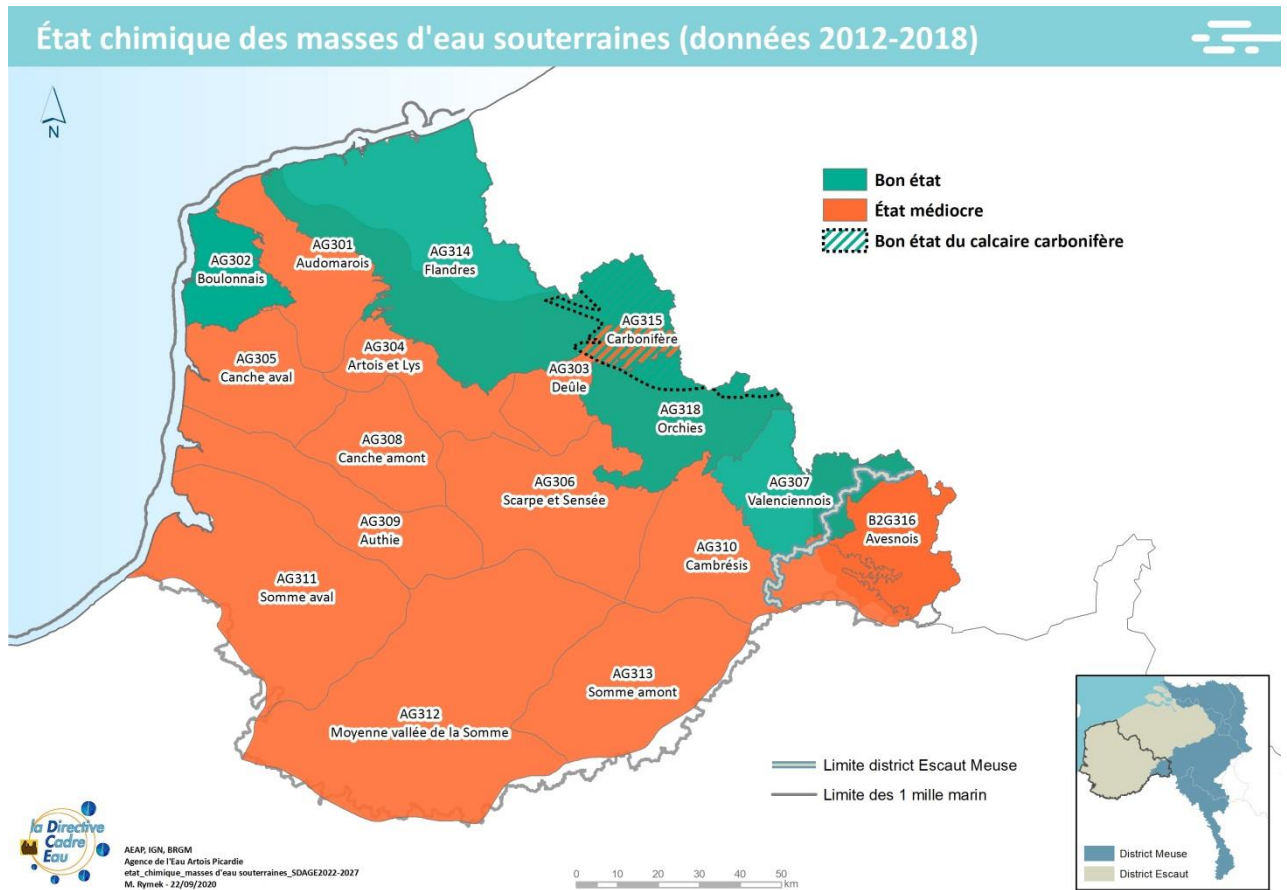 État chimique des masses d'eau souterraines (données 2012-2018)
N
Bon état
État médiocre
Bon état du calcaire carbonifère
AG302
Boulonnais
AG301
Audomarois
AG314
Flandres
AG315
Carbonifère
AG305
Canche aval
AG304
Artois et Lys
AG303
Deûle
AG318
Orchies
AG308
Canche amont
AG306
Scarpe et Sensée
AG307
Valenciennois
B2G316
Avesnois
AG309
Authie
AG310
Cambrésis
AG311
Somme aval
AG313
Somme amont
AG312
Moyenne vallée de la Somme
Limite district Escaut Meuse
Limite des 1 mille marin
District Meuse
District Escaut
la Directive
Cadre
Eau
AEAP, IGN, BRGM
Agence de l'Eau Artois Picardie
etat_chimique_masses d'eau souterraines_SDAGE2022-2027
M. Rymek - 22/09/2020
0 10 20 30 40 50
km